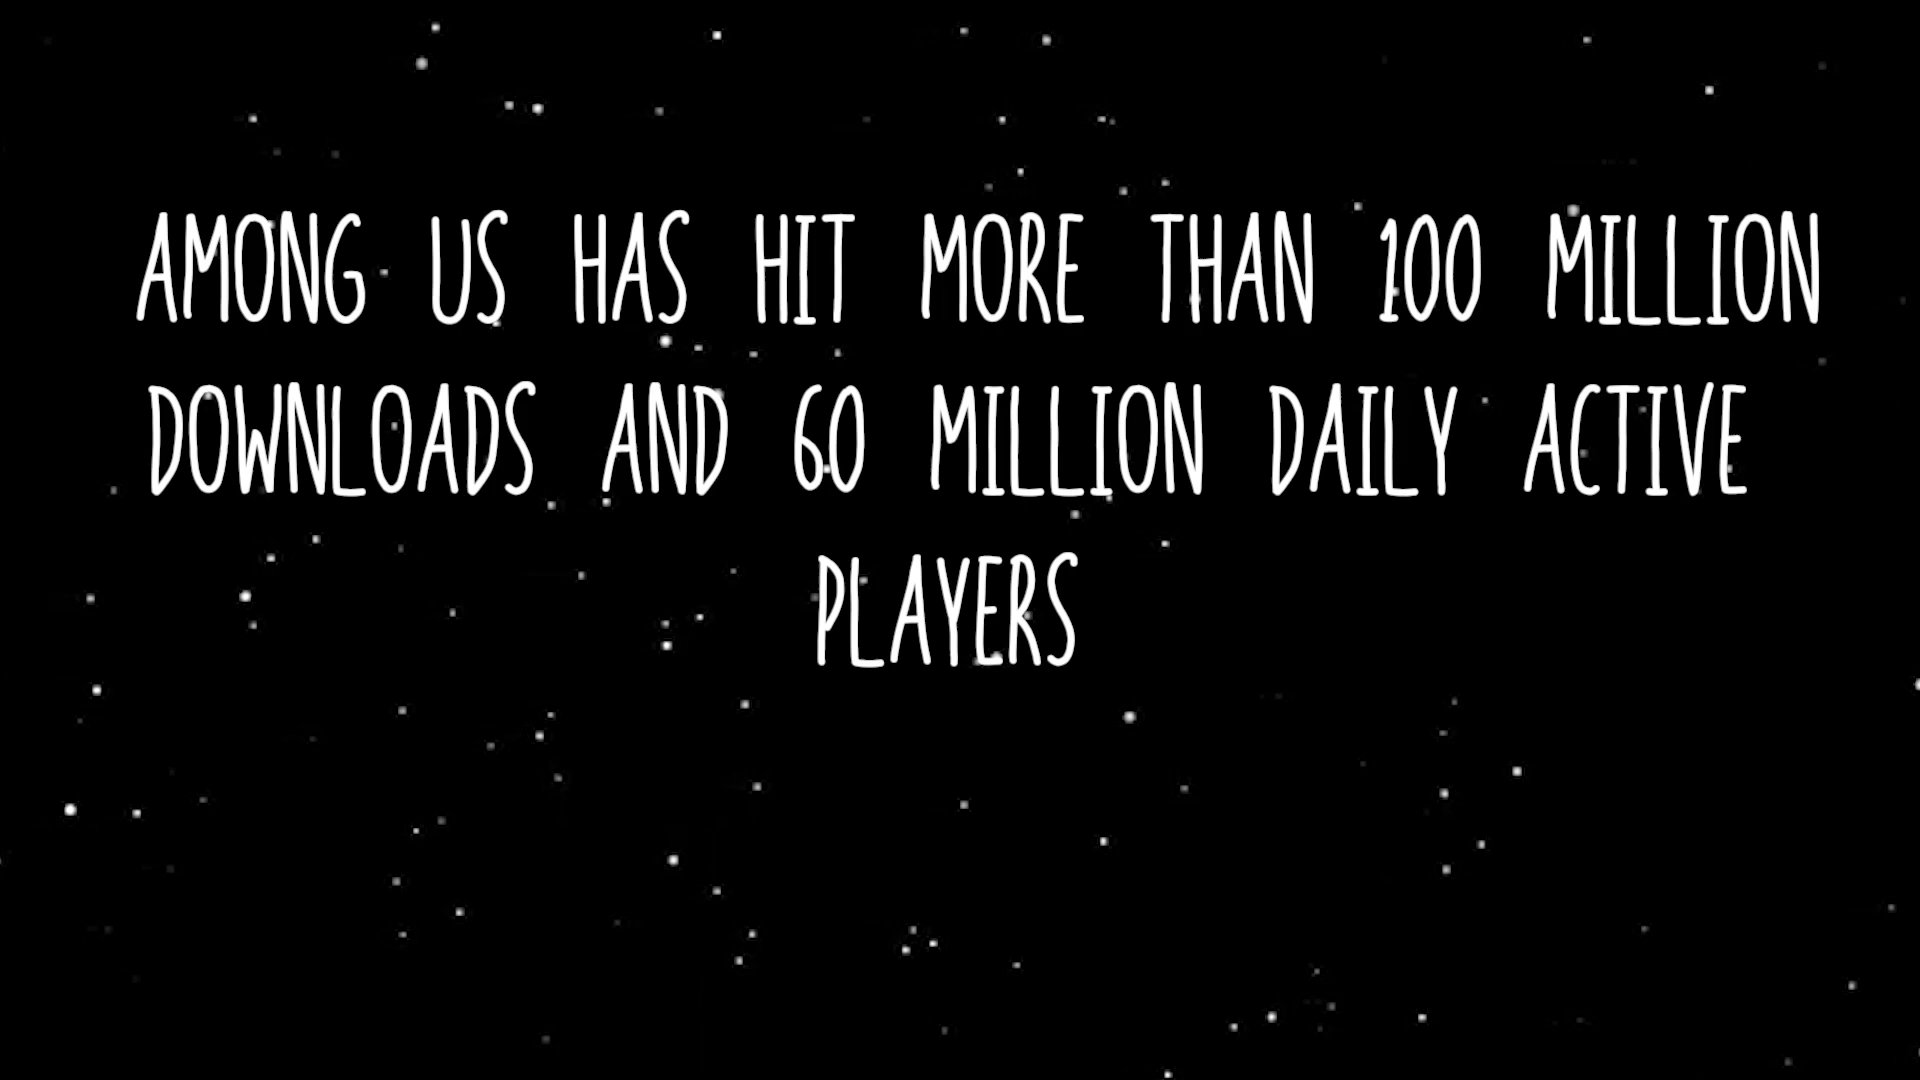 AMONG US HAS HIT MORE THAN 100 MILLION
DOWNLOADS AND 60 MILLION DAILY ACTIVE
PLAYERS